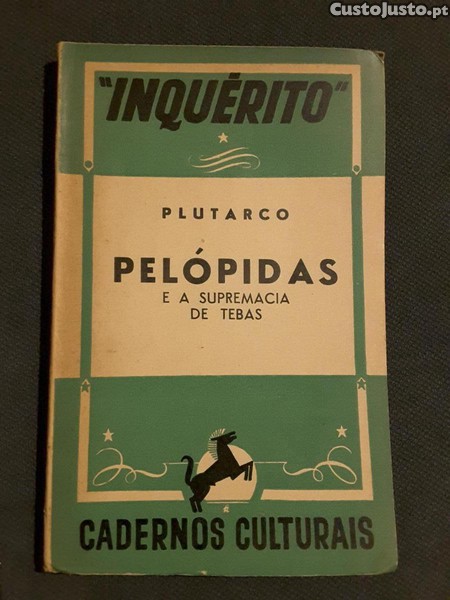 CustoJusto.pt
"INQUÉRITO"
PLUTARCO
PELÓPIDAS
E A SUPREMACIA
DE TEBAS
CADERNOS CULTURAIS